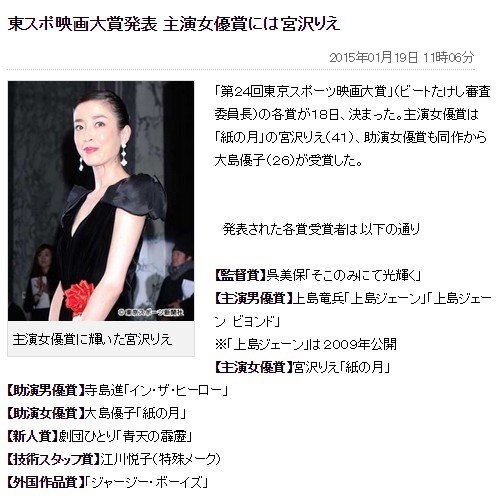 東スポ映画大賞発表 主演女優賞には宮沢りえ
2015年01月19日 11時06分
「第24回東京スポーツ映画大賞」(ビートたけし審査
委員長)の各賞が18日、決まった。主演女優賞は
「紙の月」の宮沢りえ(41)、助演女優賞も同作から
大島優子(26)が受賞した。
©東京スポーツ新聞社
主演女優賞に輝いた宮沢りえ
発表された各賞受賞者は以下の通り
【監督賞】呉美保「そこのみにて光輝く」
【主演男優賞】上島竜兵「上島ジェーン」「上島ジェー
ン ビヨンド」
※「上島ジェーン」は2009年公開
【主演女優賞】宮沢りえ「紙の月」
【助演男優賞】寺島進「イン・ザ・ヒーロー」
【助演女優賞】大島優子「紙の月」
【新人賞】劇団ひとり「青天の霹靂」
【技術スタッフ賞】江川悦子(特殊メーク)
【外国作品賞】「ジャージー・ボーイズ」